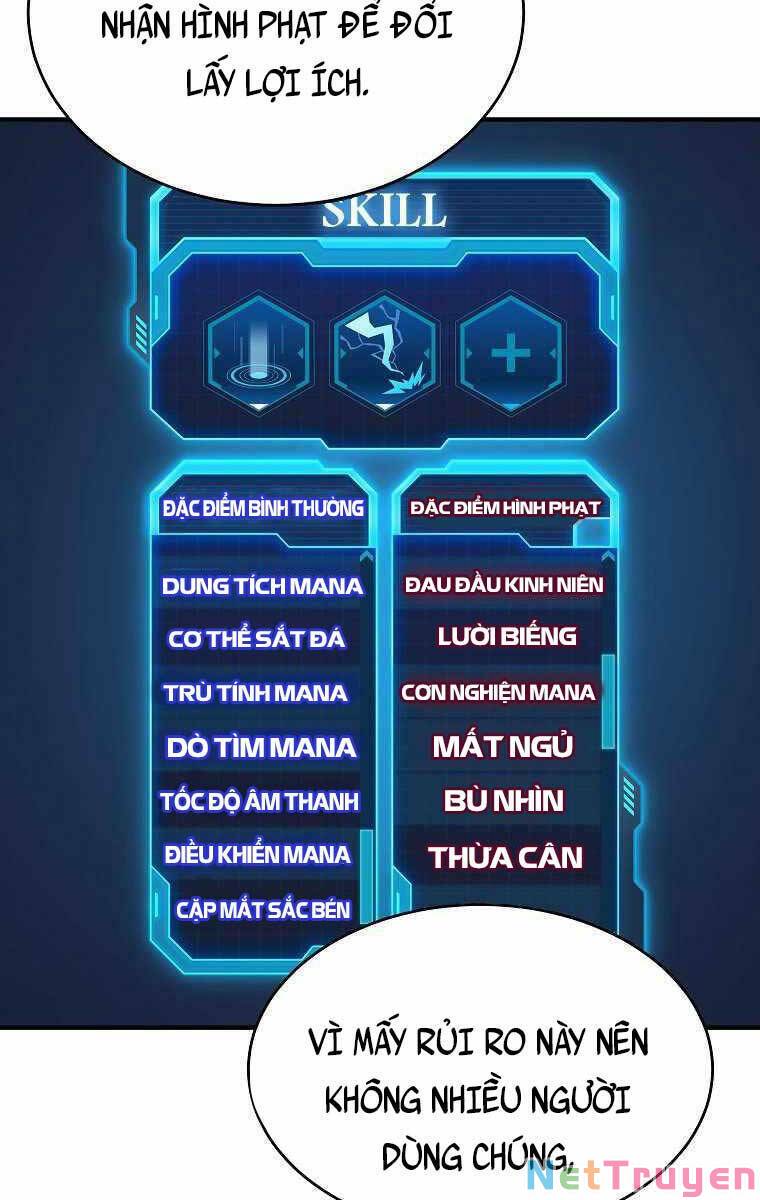 NHẬN HÌNH PHẠT ĐỂ ĐỔI
LẤY LỢI ÍCH.
SKILL
ĐẶC ĐIỂM BÌNH THƯỜNG
DUNG TÍCH MANA
CƠ THỂ SẮT ĐÁ
TRÙ TÍNH MANA
DÒ TÌM MANA
TỐC ĐỘ ÂM THANH
ĐIỀU KHIỂN MANA
CẶP MẮT SẮC BÉN
ĐẶC ĐIỂM HÌNH PHẠT
ĐAU ĐẦU KINH NIÊN
LƯỜI BIẾNG
CƠN NGHIỆN MANA
MẤT NGỦ
BÙ NHÌN
THỪA CÂN
VÌ MẤY RỦI RO NÀY NÊN
KHÔNG NHIỀU NGƯỜI
DÙNG CHÚNG,
NetTruyen